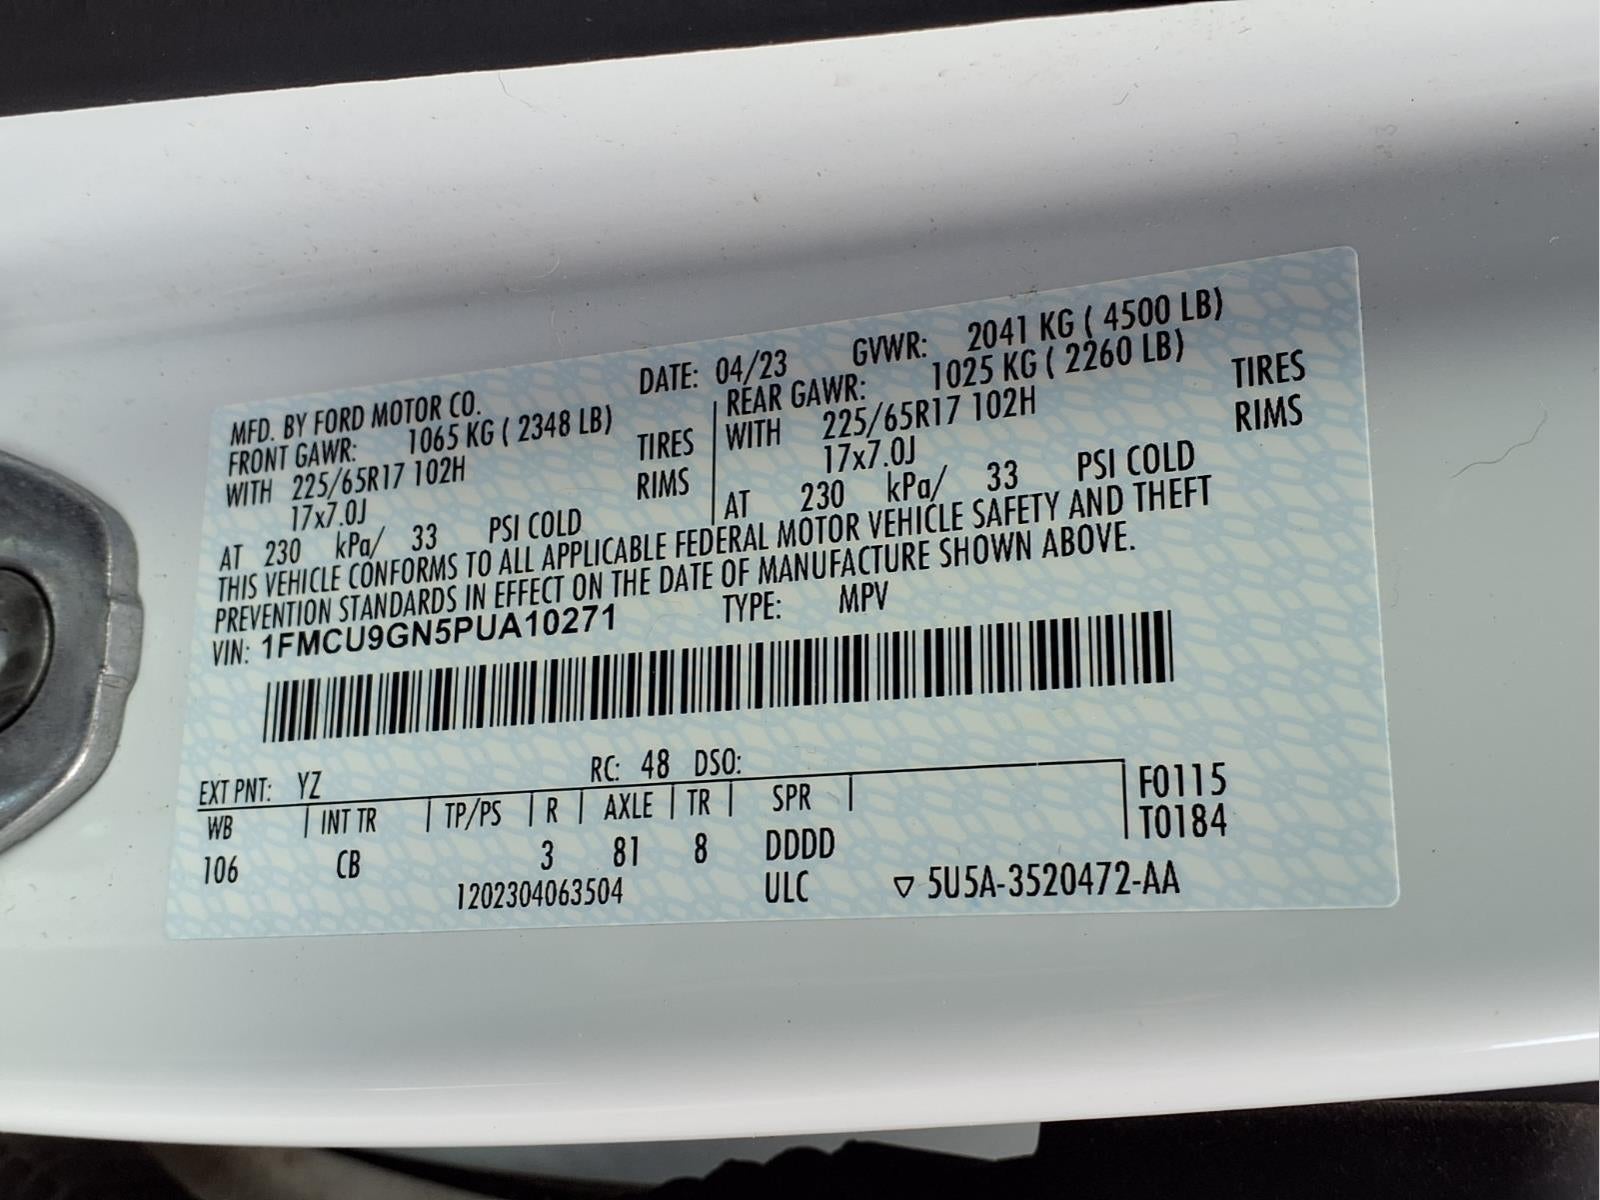 MFD. BY FORD MOTOR CO. DATE: 04/23 GVWR: 2041 KG ( 4500 LB)
FRONT GAWR: 1065 KG ( 2348 LB) REAR GAWR: 1025 KG ( 2260 LB)
WITH 225/65R17 102H TIRES WITH 225/65R17 102H TIRES
17x7.0J RIMS 17x7.0J RIMS
AT 230 kPa/ 33 PSI COLD AT 230 kPa/ 33 PSI COLD
THIS VEHICLE CONFORMS TO ALL APPLICABLE FEDERAL MOTOR VEHICLE SAFETY AND THEFT
PREVENTION STANDARDS IN EFFECT ON THE DATE OF MANUFACTURE SHOWN ABOVE.
VIN: 1FMCU9GN5PUA10271 TYPE: MPV
EXT PNT: YZ RC: 48 DSO:
WB INT TR TP/PS R AXLE TR SPR F0115
106 CB 3 81 8 DDDD T0184
1202304063504 ULC ▽ 5U5A-3520472-AA